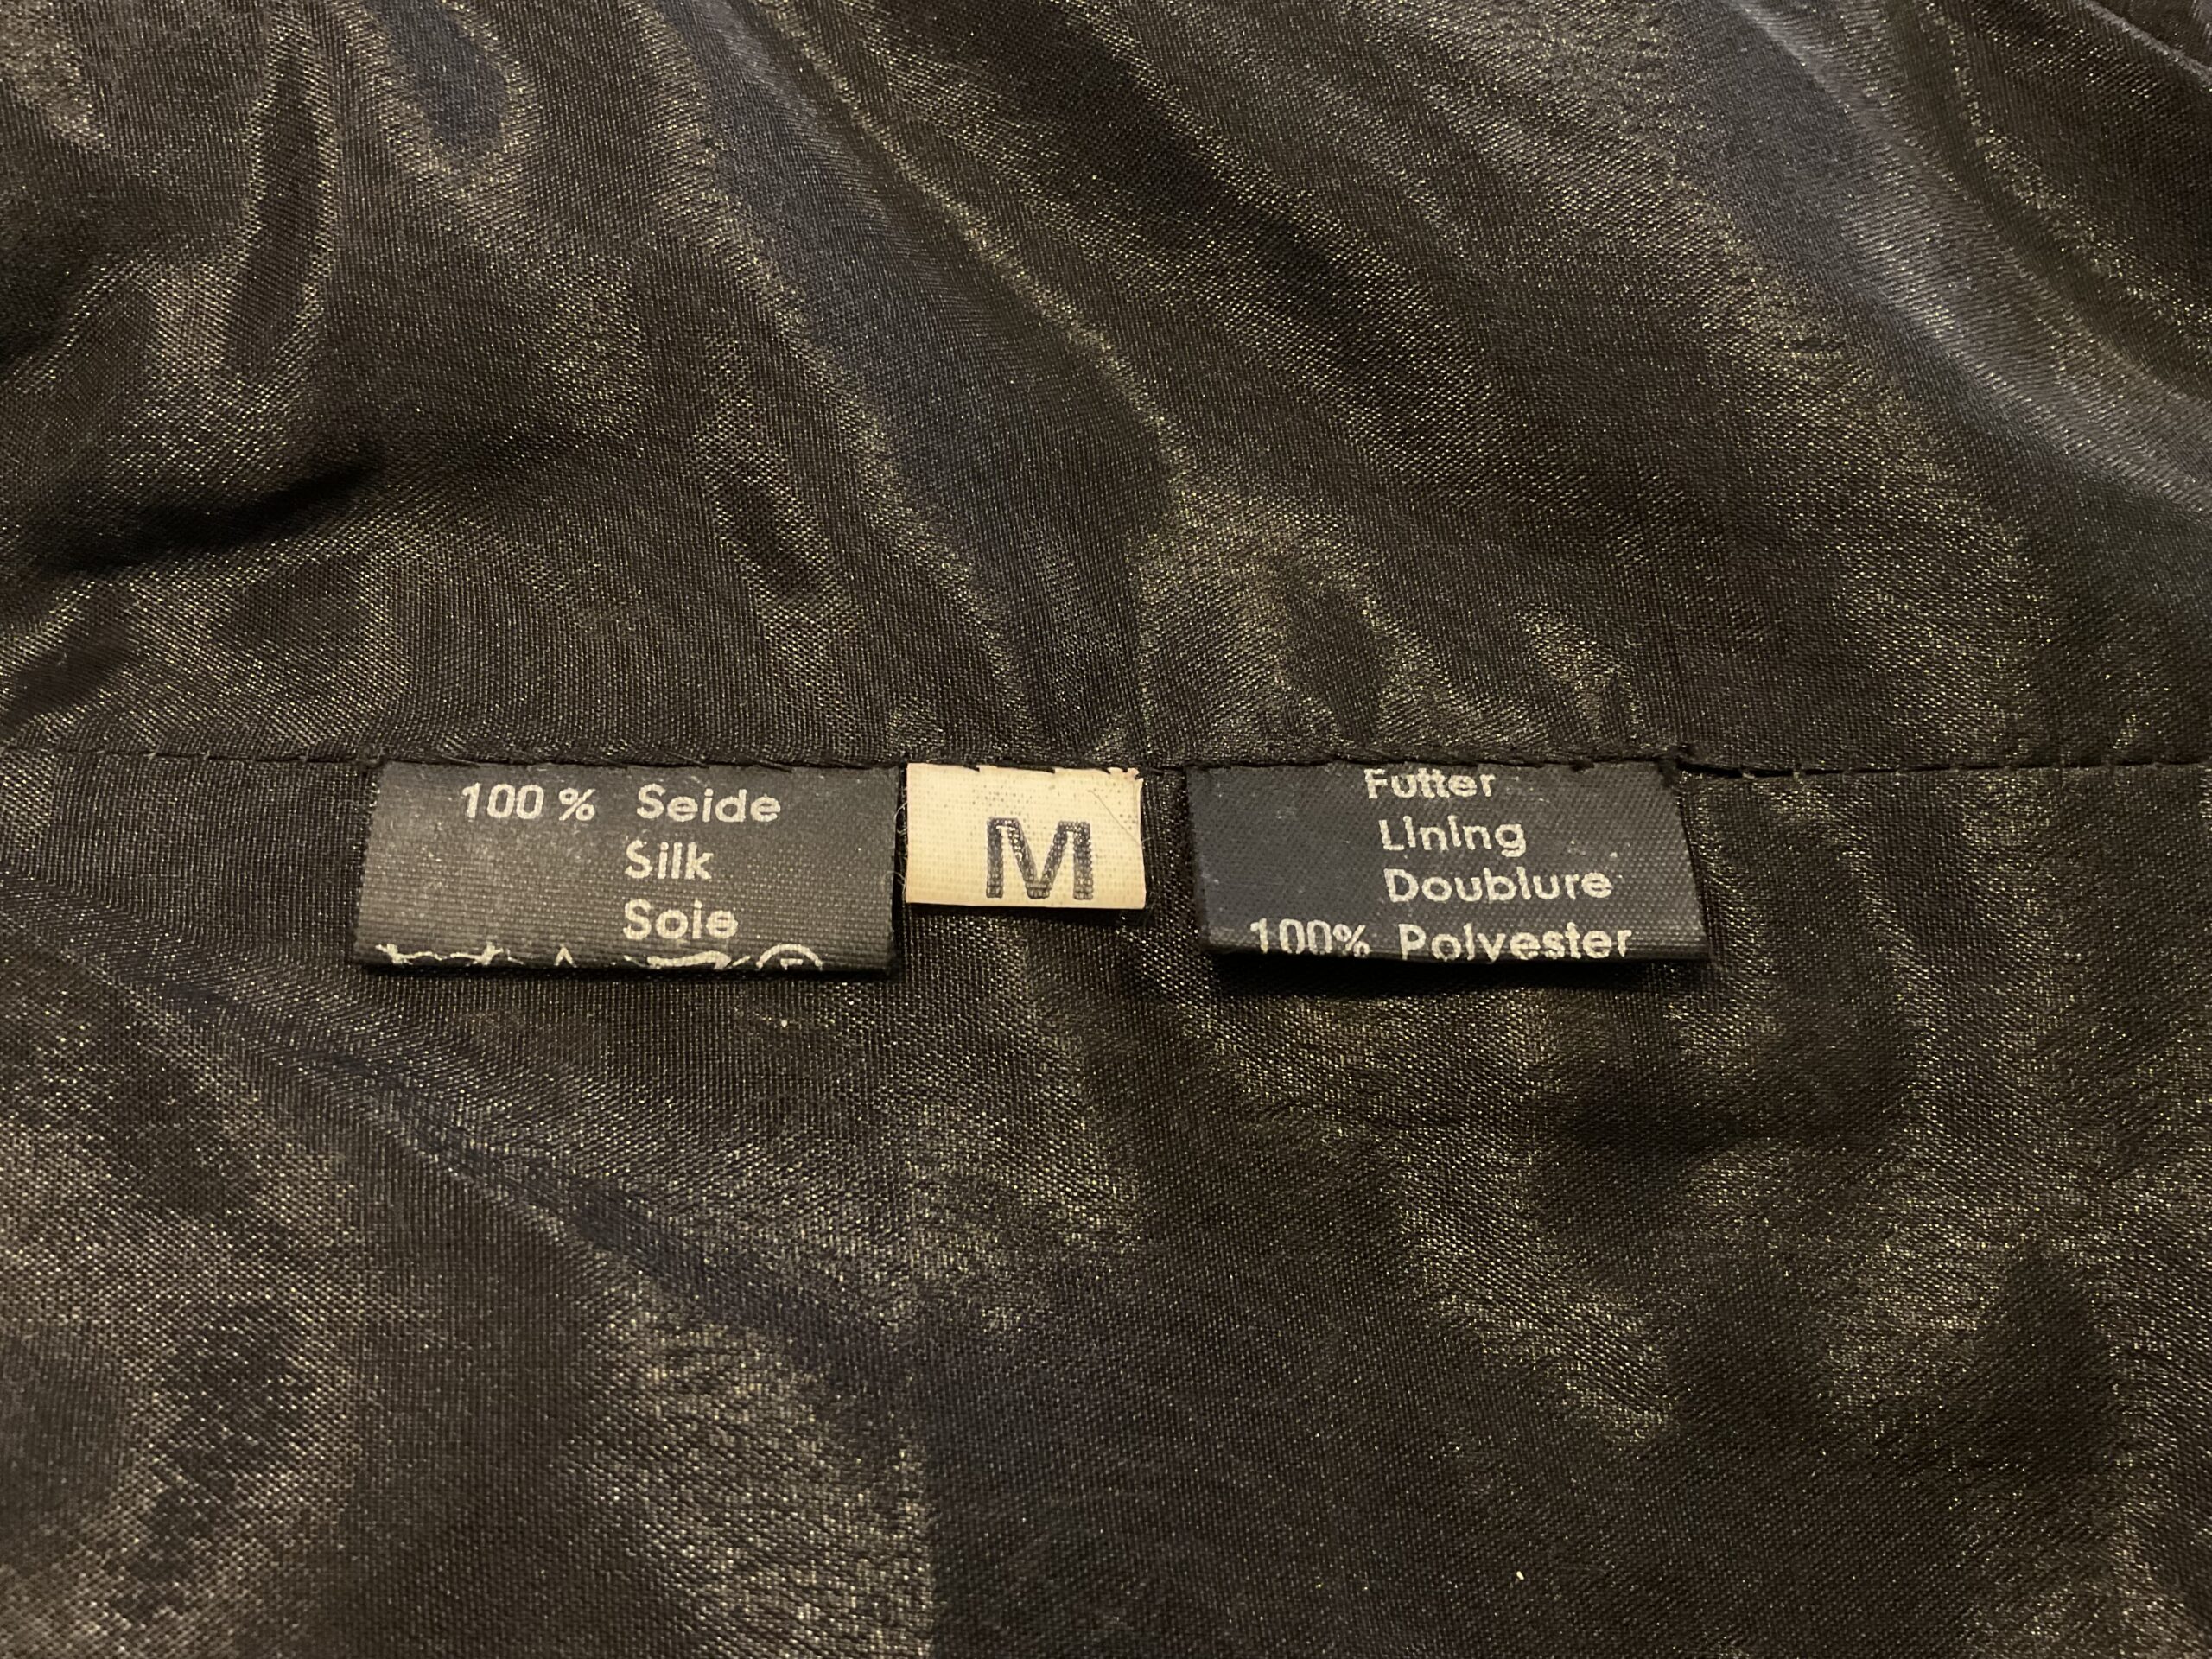 100 % Seide
Silk
Soie
M
Futter
Lining
Doublure
100% Polyester